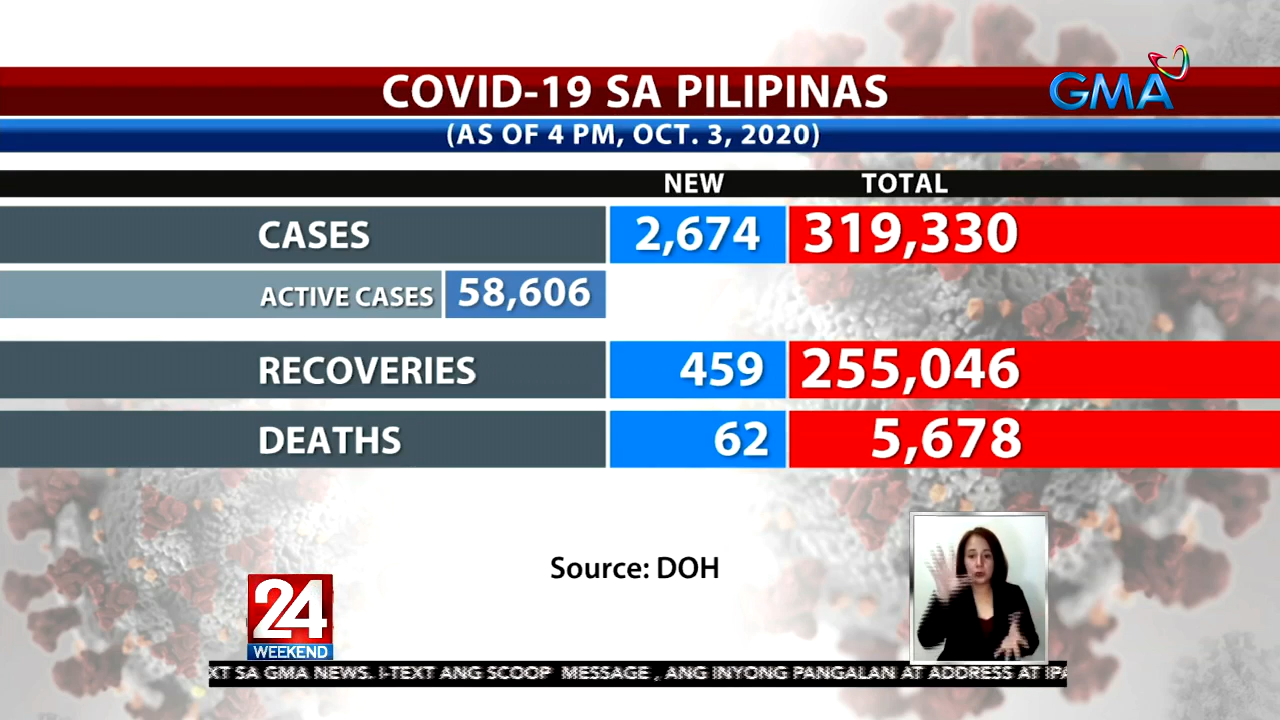 COVID-19 SA PILIPINAS
GMA
(AS OF 4 PM, OCT. 3, 2020)
NEW TOTAL
CASES 2,674 319,330
ACTIVE CASES 58,606
RECOVERIES 459 255,046
DEATHS 62 5,678
Source: DOH
24
WEEKEND
SA GMA NEWS. I-TEXT ANG SCOOP MESSAGE , ANG INYONG PANGALAN AT ADDRESS AT